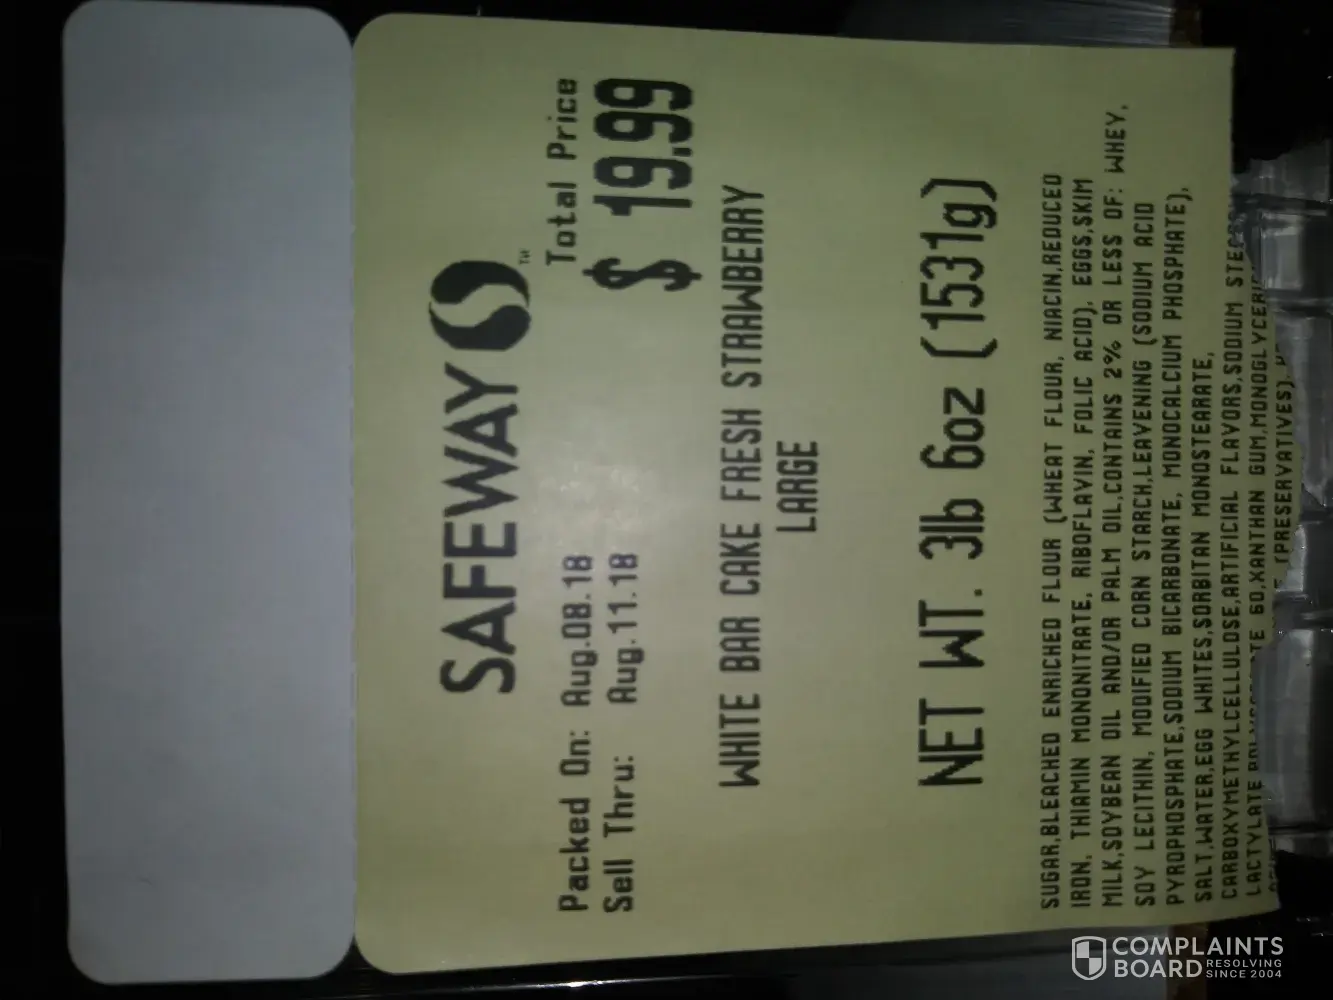 SAFEWAY
TM
Total Price
Packed On: Aug.08.18
Sell Thru: Aug.11.18
$ 19.99
WHITE BAR CAKE FRESH STRAWBERRY
LARGE
NET WT. 3lb 6oz (1531g)
SUGAR,BLEACHED ENRICHED FLOUR (WHEAT FLOUR, NIACIN,REDUCED
IRON, THIAMIN MONONITRATE, RIBOFLAVIN, FOLIC ACID), EGGS,SKIM
MILK,SOYBEAN OIL AND/OR PALM OIL,CONTAINS 2% OR LESS OF: WHEY,
SOY LECITHIN, MODIFIED CORN STARCH,LEAVENING (SODIUM ACID
PYROPHOSPHATE,SODIUM BICARBONATE, MONOCALCIUM PHOSPHATE),
SALT,WATER,EGG WHITES,SORBITAN MONOSTEARATE,
CARBOXYMETHYLCELLULOSE,ARTIFICIAL FLAVORS,SODIUM
LACTYLATE 60,XANTHAN GUM,MONOGLYCERI
(PRESERVATIVES),
COMPLAINTS
BOARD RESOLVING
SINCE 2004